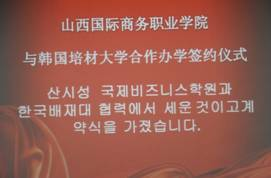 山西国际商务职业学院
与韩国培材大学合作办学签约仪式
산시성 국제비즈니스학원과
한국배재대 협력에서 세운것이고계
약식을 가졌습니다.